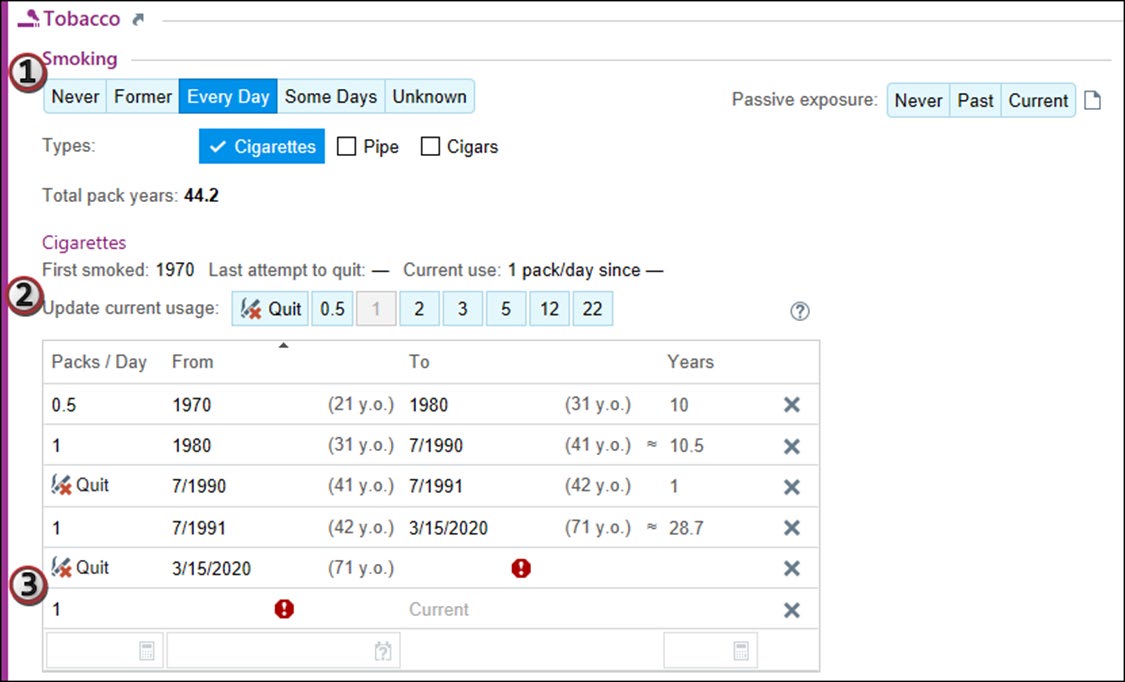 Tobacco
Smoking
1
Never Former Every Day Some Days Unknown Passive exposure: Never Past Current
Types: Cigarettes Pipe Cigars
Total pack years: 44.2
Cigarettes
First smoked: 1970 Last attempt to quit: — Current use: 1 pack/day since —
2
Update current usage: Quit 0.5 1 2 3 5 12 22 ?
Packs / Day From To Years
0.5 1970 (21 y.o.) 1980 (31 y.o.) 10
1 1980 (31 y.o.) 7/1990 (41 y.o.) ≈ 10.5
Quit 7/1990 (41 y.o.) 7/1991 (42 y.o.) 1
1 7/1991 (42 y.o.) 3/15/2020 (71 y.o.) ≈ 28.7
Quit 3/15/2020 (71 y.o.) !
3
1 ! Current
?